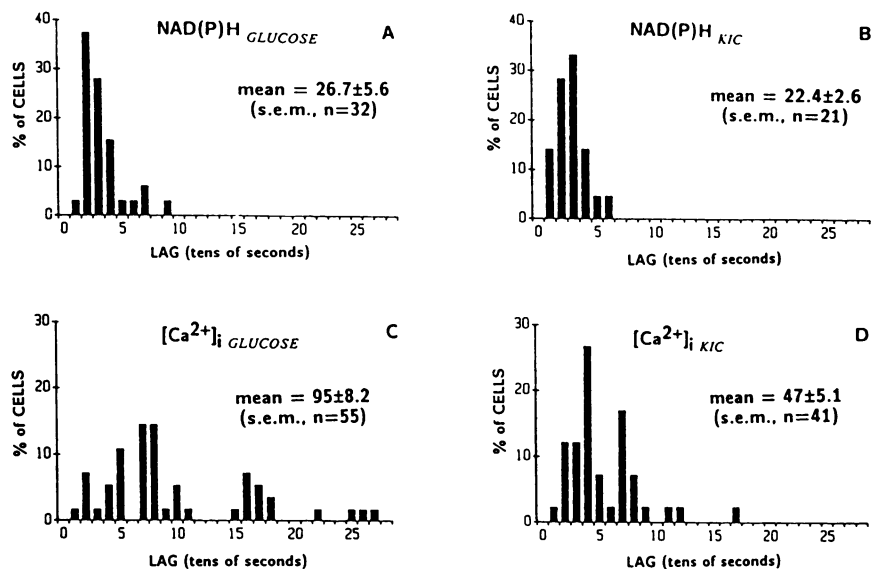 NAD(P)H GLUCOSE
A
mean = 26.7±5.6
(s.e.m., n=32)
% of CELLS
40
30
20
10
0
0 5 10 15 20 25
LAG (tens of seconds)
NAD(P)H KIC
B
mean = 22.4±2.6
(s.e.m., n=21)
% of CELLS
40
30
20
10
0
0 5 10 15 20 25
LAG (tens of seconds)
[Ca2+]i GLUCOSE
C
mean = 95±8.2
(s.e.m., n=55)
% of CELLS
30
20
10
0
0 5 10 15 20 25
LAG (tens of seconds)
[Ca2+]i KIC
D
mean = 47±5.1
(s.e.m., n=41)
% of CELLS
30
20
10
0
0 5 10 15 20 25
LAG (tens of seconds)